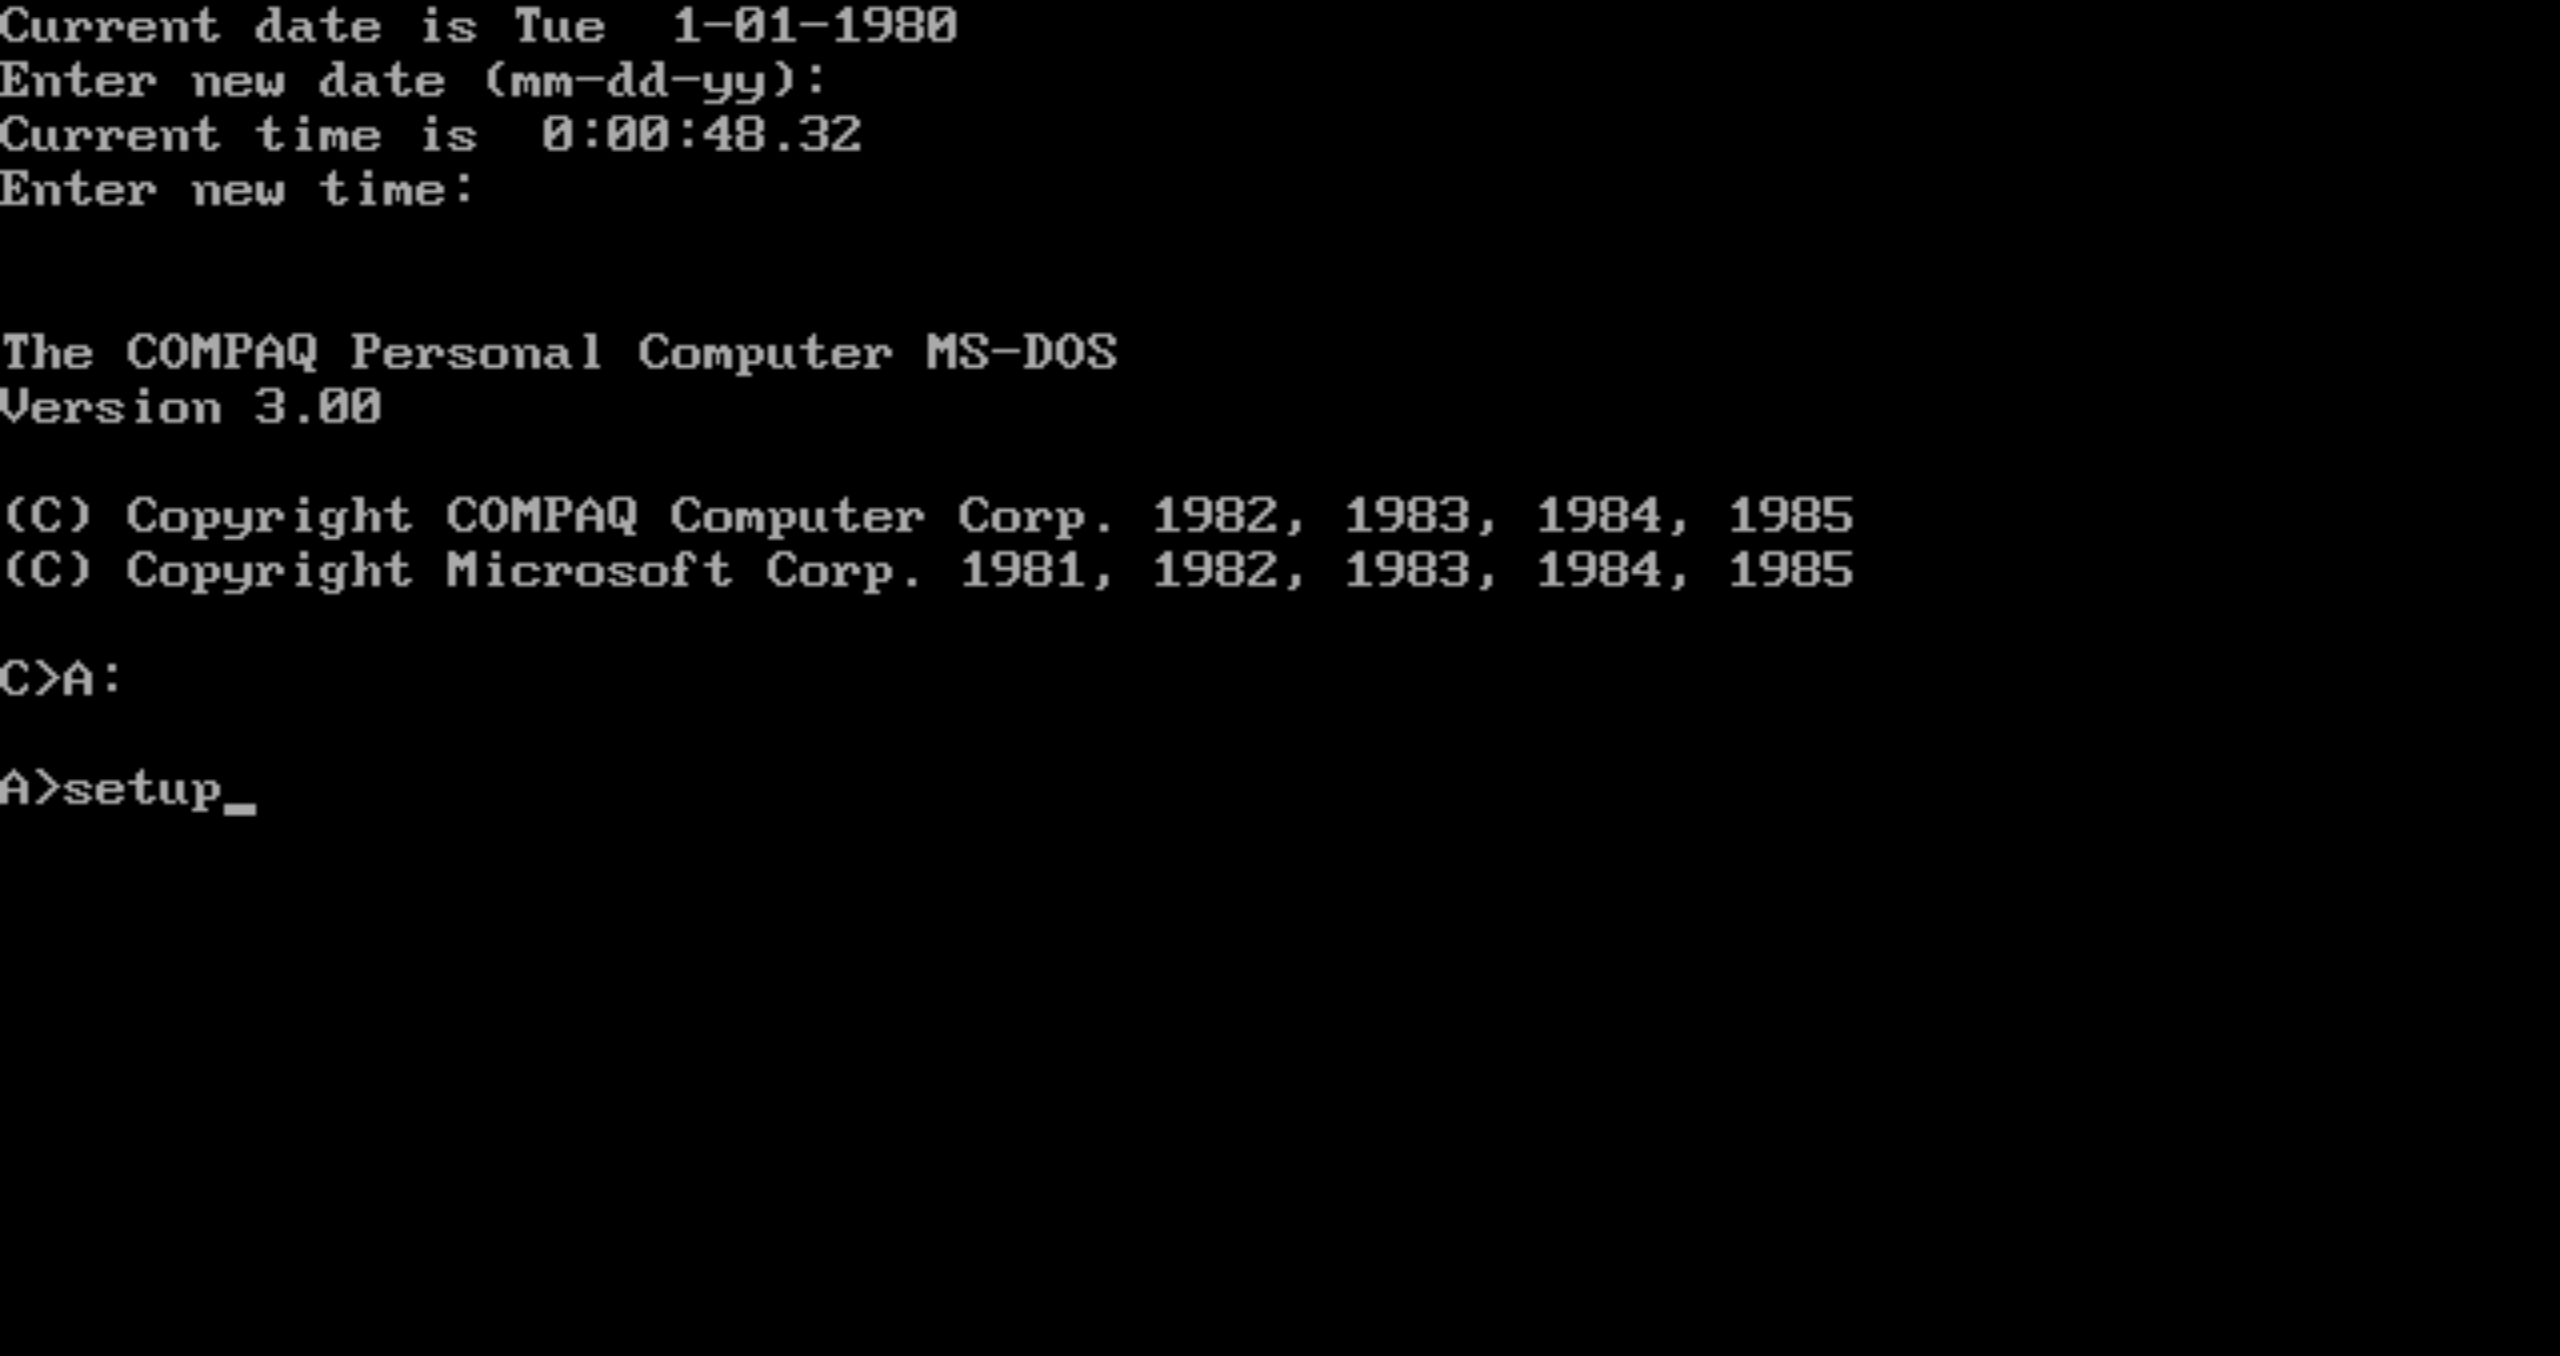 Current date is Tue  1-01-1980
Enter new date (mm-dd-yy):
Current time is  0:00:48.32
Enter new time:
The COMPAQ Personal Computer MS-DOS
Version 3.00
(C) Copyright COMPAQ Computer Corp. 1982, 1983, 1984, 1985
(C) Copyright Microsoft Corp. 1981, 1982, 1983, 1984, 1985
C>A:
A>setup_